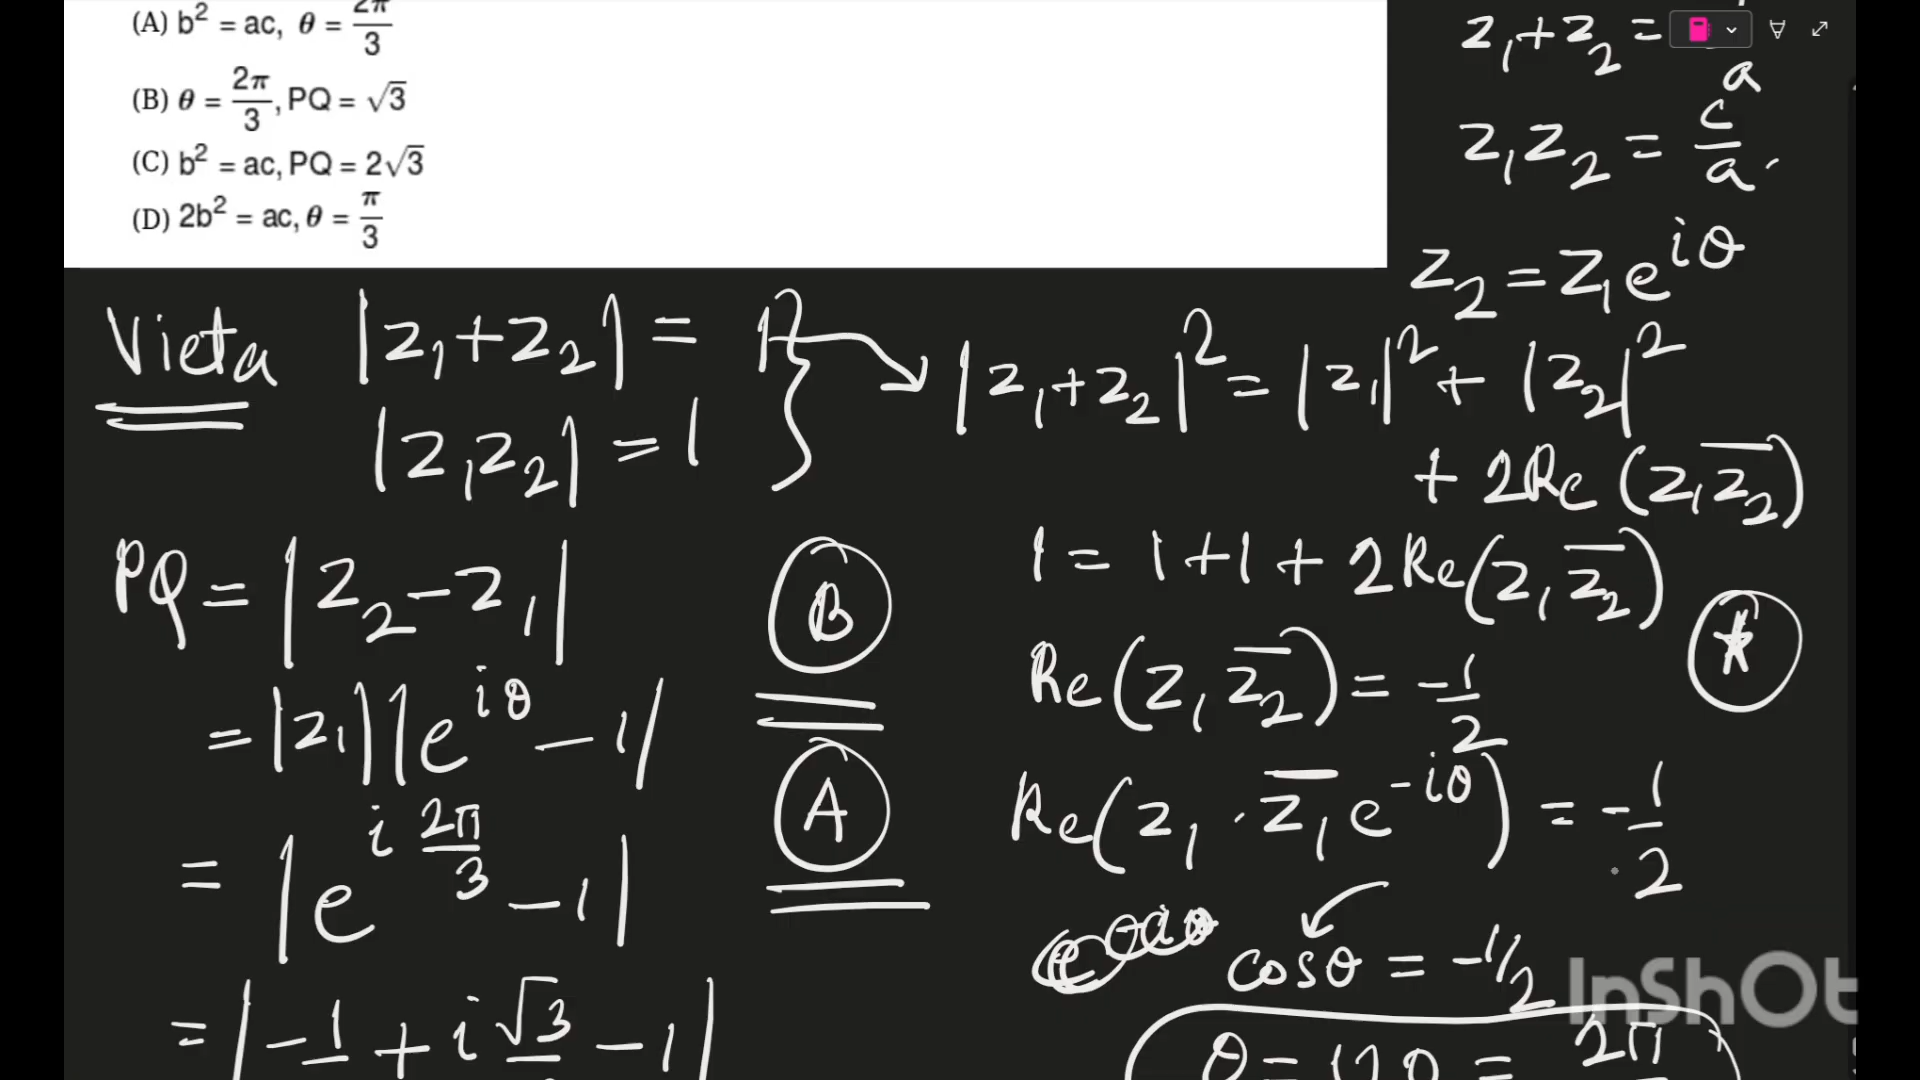 (A) b² = ac, θ = 2π/3
(B) θ = 2π/3, PQ = √3
(C) b² = ac, PQ = 2√3
(D) 2b² = ac, θ = π/3
z₁+z₂ =
a
z₁z₂ = c/a
z₂ = z₁e^{iθ}
Vieta |z₁+z₂| = 1
|z₁z₂| = 1
|z₁+z₂|² = |z₁|² + |z₂|²
+ 2Re(z₁z̅₂)
1 = 1+1 + 2Re(z₁z̅₂)
Re(z₁z̅₂) = -1/2
Re(z₁·z̅₁e^{-iθ}) = -1/2
cosθ = -1/2
θ = 120 = 2π
PQ = |z₂-z₁|
= |z₁||e^{iθ}-1|
= |e^{i2π/3}-1|
= |-1 + i√3 -1|
B
A
*
InShOt